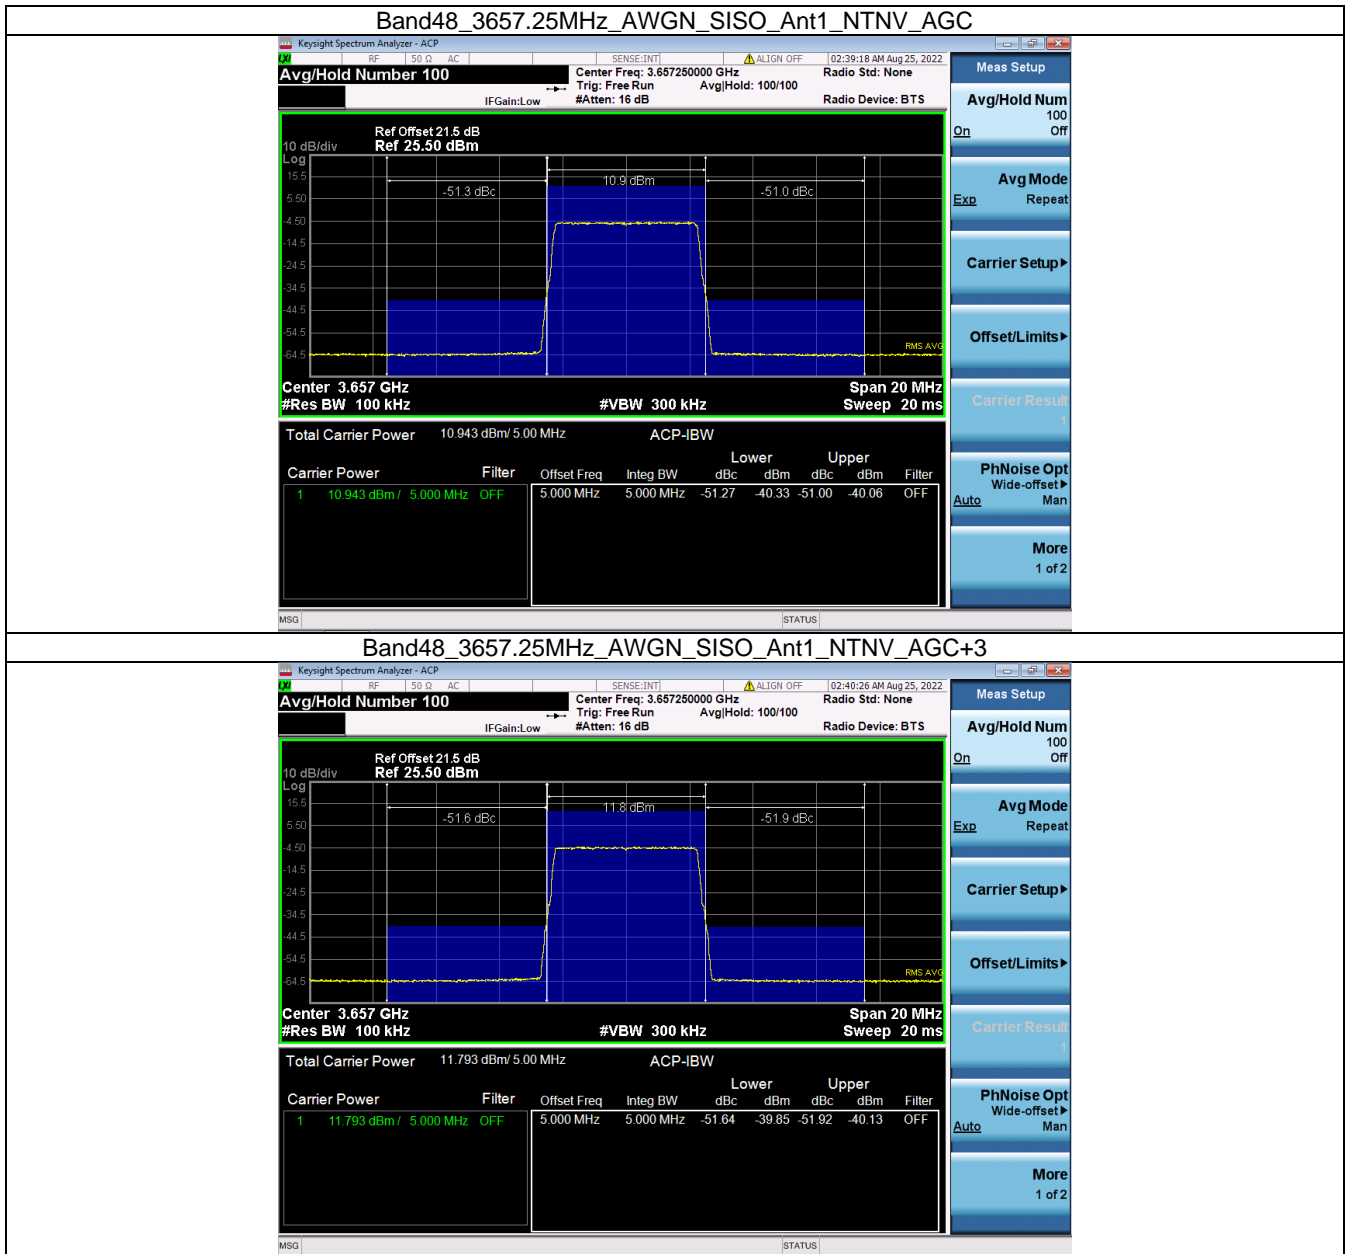 Band48_3657.25MHz_AWGN_SISO_Ant1_NTNV_AGC
Keysight Spectrum Analyzer - ACP
LXI RF 50 Ω AC SENSE:INT ALIGN OFF 02:39:18 AM Aug 25, 2022
Avg/Hold Number 100 Center Freq: 3.657250000 GHz Radio Std: None
Trig: Free Run Avg|Hold: 100/100
IFGain:Low #Atten: 16 dB Radio Device: BTS
Ref Offset 21.5 dB
10 dB/div Ref 25.50 dBm
Log
15.5
5.50
-4.50
-14.5
-24.5
-34.5
-44.5
-54.5
-64.5
-51.3 dBc 10.9 dBm -51.0 dBc
RMS AVG
Center 3.657 GHz Span 20 MHz
#Res BW 100 kHz #VBW 300 kHz Sweep 20 ms
Total Carrier Power 10.943 dBm/ 5.00 MHz ACP-IBW
Lower Upper
Carrier Power Filter Offset Freq Integ BW dBc dBm dBc dBm Filter
1 10.943 dBm / 5.000 MHz OFF 5.000 MHz 5.000 MHz -51.27 -40.33 -51.00 -40.06 OFF
MSG STATUS
Meas Setup
Avg/Hold Num
100
On Off
Avg Mode
Exp Repeat
Carrier Setup
Offset/Limits
Carrier Result
1
PhNoise Opt
Wide-offset
Auto Man
More
1 of 2
Band48_3657.25MHz_AWGN_SISO_Ant1_NTNV_AGC+3
Keysight Spectrum Analyzer - ACP
LXI RF 50 Ω AC SENSE:INT ALIGN OFF 02:40:26 AM Aug 25, 2022
Avg/Hold Number 100 Center Freq: 3.657250000 GHz Radio Std: None
Trig: Free Run Avg|Hold: 100/100
IFGain:Low #Atten: 16 dB Radio Device: BTS
Ref Offset 21.5 dB
10 dB/div Ref 25.50 dBm
Log
15.5
5.50
-4.50
-14.5
-24.5
-34.5
-44.5
-54.5
-64.5
-51.6 dBc 11.8 dBm -51.9 dBc
RMS AVG
Center 3.657 GHz Span 20 MHz
#Res BW 100 kHz #VBW 300 kHz Sweep 20 ms
Total Carrier Power 11.793 dBm/ 5.00 MHz ACP-IBW
Lower Upper
Carrier Power Filter Offset Freq Integ BW dBc dBm dBc dBm Filter
1 11.793 dBm / 5.000 MHz OFF 5.000 MHz 5.000 MHz -51.64 -39.85 -51.92 -40.13 OFF
MSG STATUS
Meas Setup
Avg/Hold Num
100
On Off
Avg Mode
Exp Repeat
Carrier Setup
Offset/Limits
Carrier Result
1
PhNoise Opt
Wide-offset
Auto Man
More
1 of 2